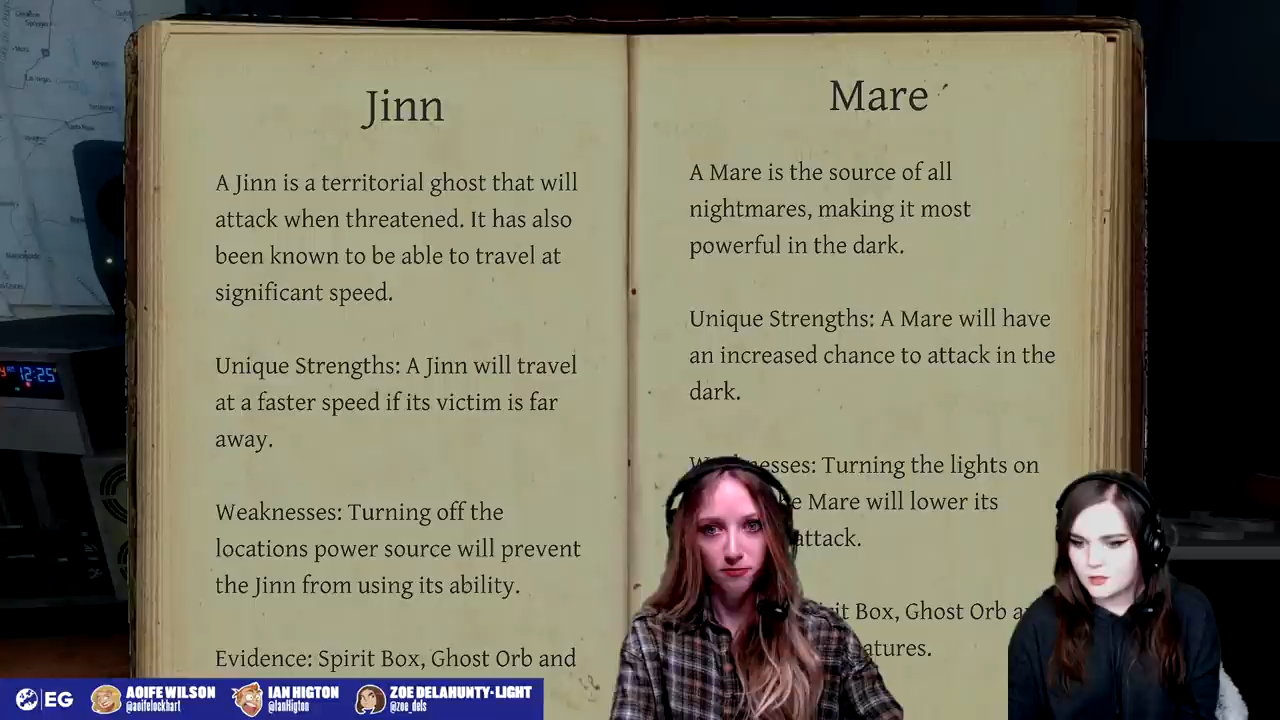 Jinn
A Jinn is a territorial ghost that will
attack when threatened. It has also
been known to be able to travel at
significant speed.
Unique Strengths: A Jinn will travel
at a faster speed if its victim is far
away.
Weaknesses: Turning off the
locations power source will prevent
the Jinn from using its ability.
Evidence: Spirit Box, Ghost Orb and
Mare
A Mare is the source of all
nightmares, making it most
powerful in the dark.
Unique Strengths: A Mare will have
an increased chance to attack in the
dark.
Turning the lights on
Mare will lower its
attack.
Box, Ghost Orb
12:25
EG
AOIFE WILSON
@aoifelockhart
IAN HIGTON
@IanHigton
ZOE DELAHUNTY-LIGHT
@zoe_dels